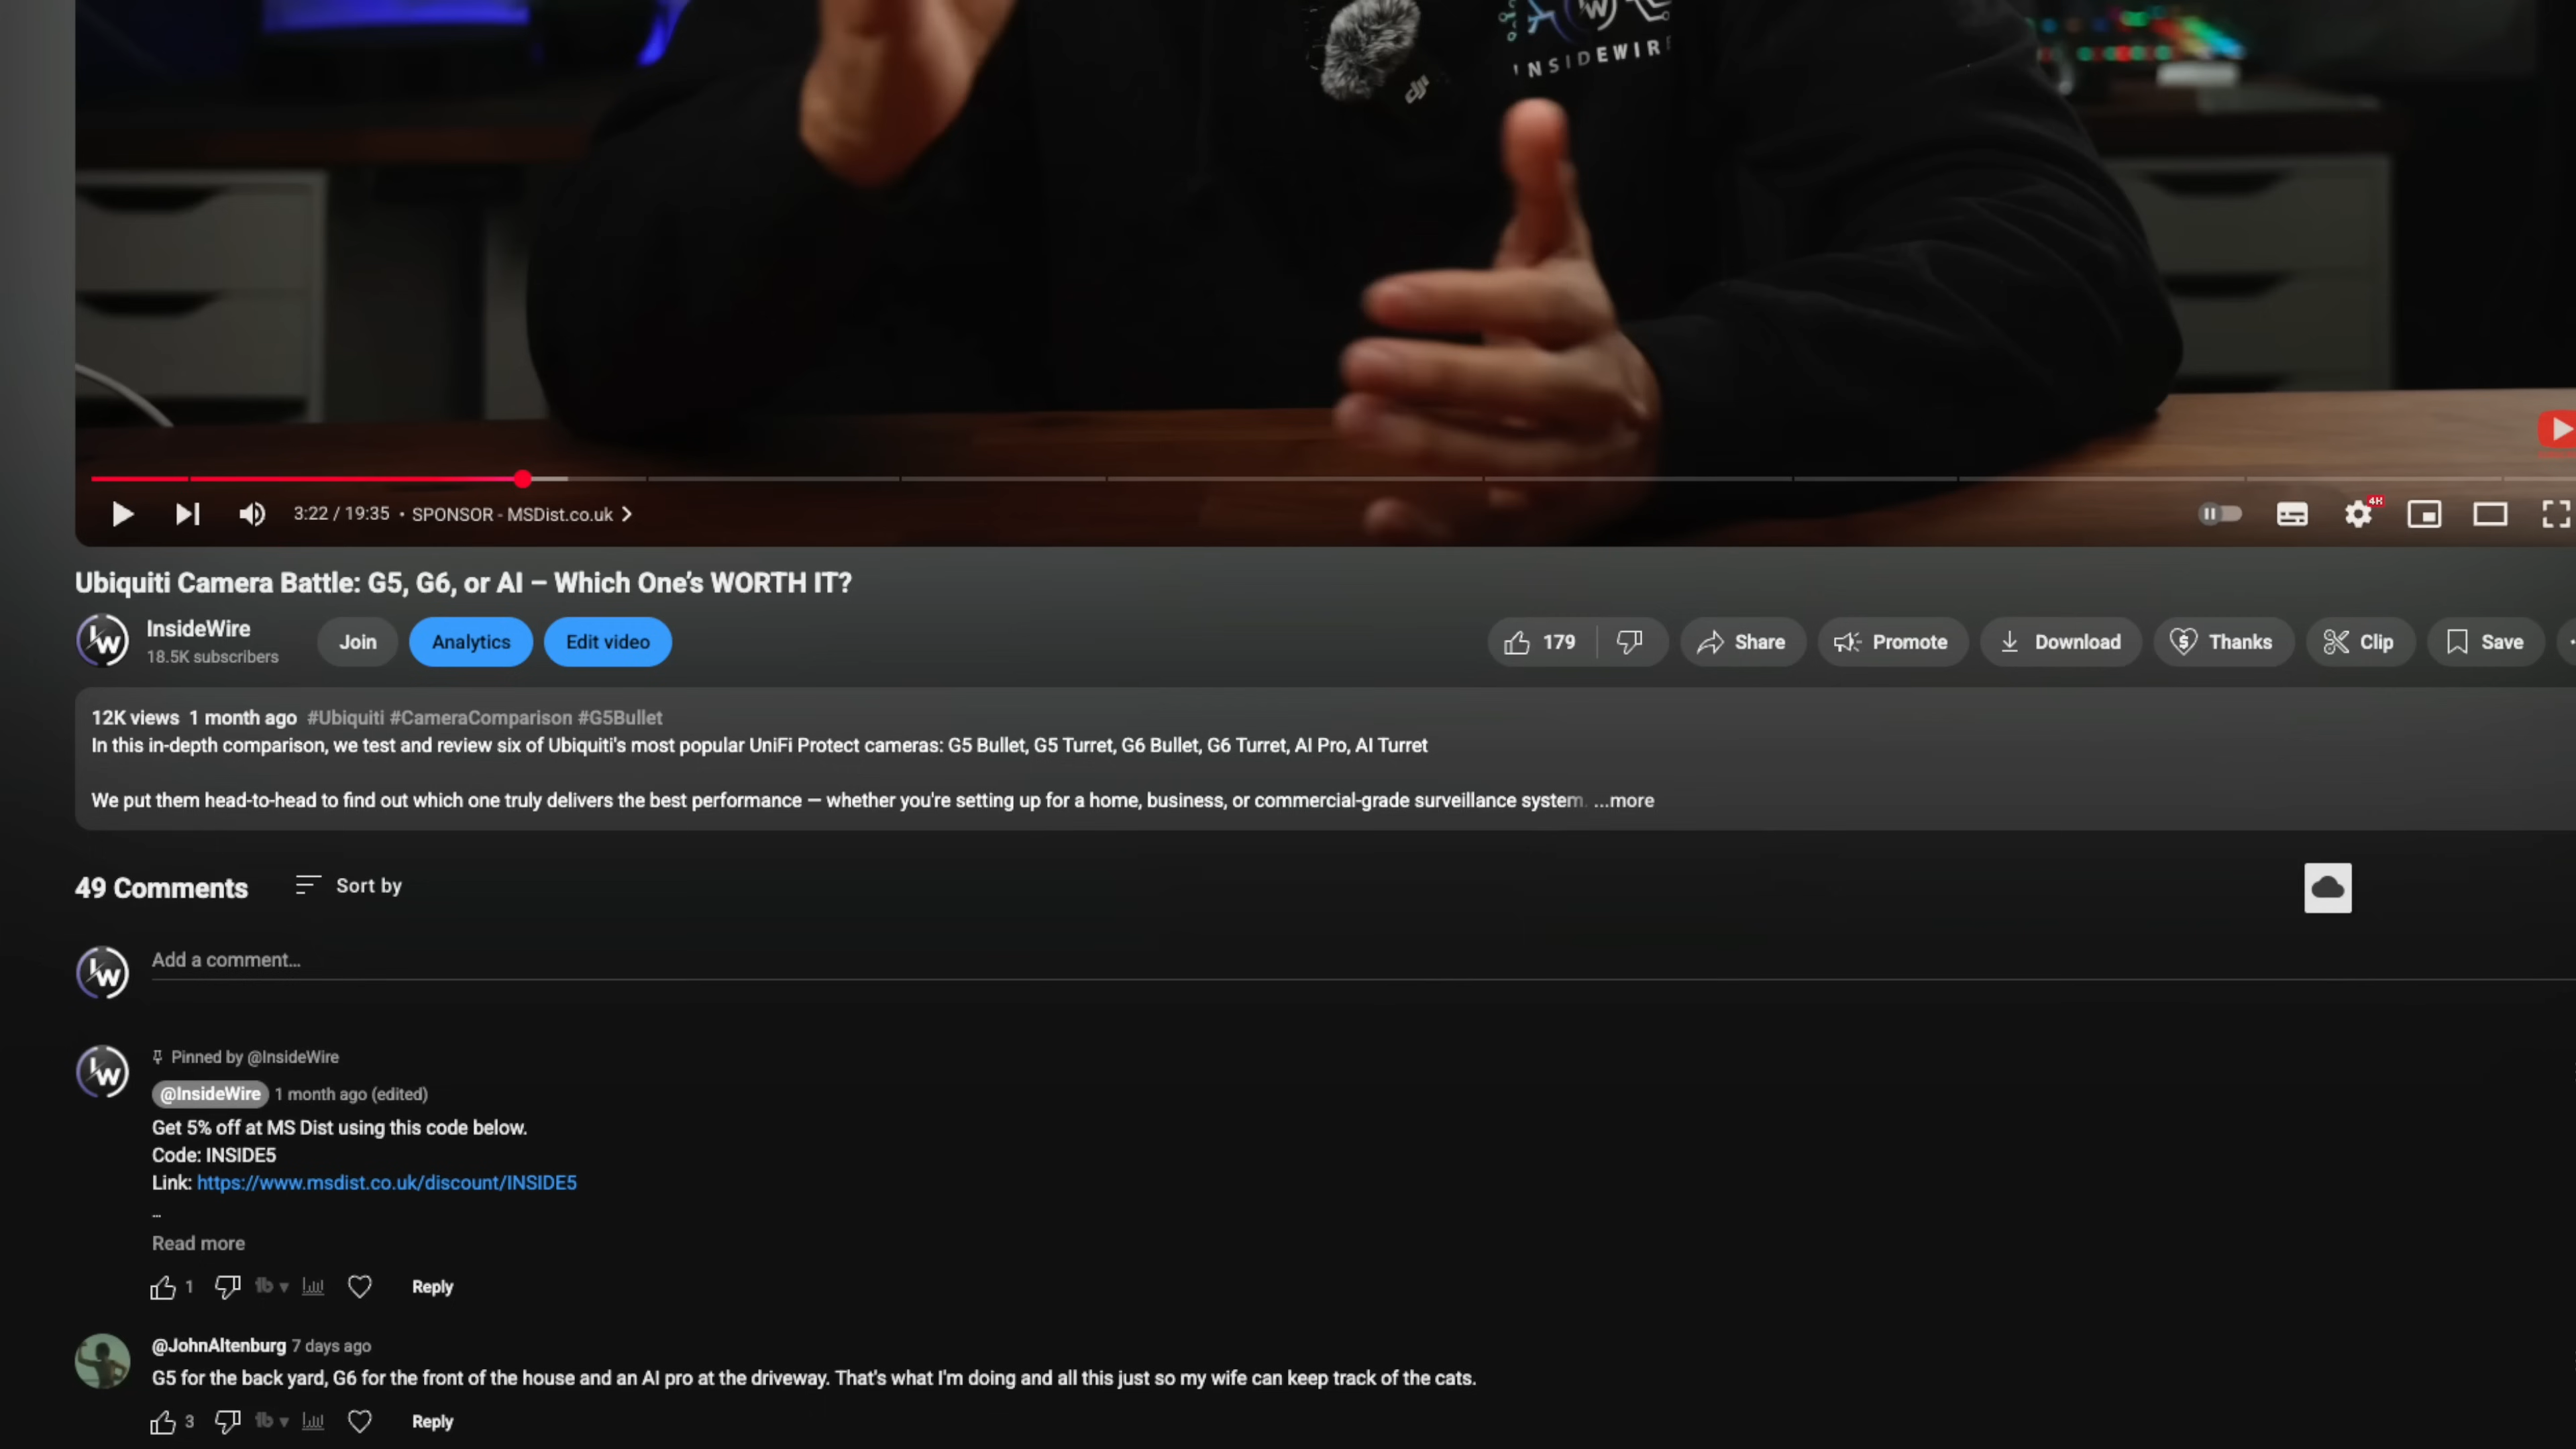 INSIDEWIRE
dji
3:22 / 19:35 • SPONSOR - MSDist.co.uk
4K
Ubiquiti Camera Battle: G5, G6, or AI – Which One's WORTH IT?
InsideWire
18.5K subscribers
Join
Analytics
Edit video
179
Share
Promote
Download
Thanks
Clip
Save
12K views 1 month ago #Ubiquiti #CameraComparison #G5Bullet
In this in-depth comparison, we test and review six of Ubiquiti's most popular UniFi Protect cameras: G5 Bullet, G5 Turret, G6 Bullet, G6 Turret, AI Pro, AI Turret
We put them head-to-head to find out which one truly delivers the best performance — whether you're setting up for a home, business, or commercial-grade surveillance system. ...more
49 Comments
Sort by
Add a comment...
Pinned by @InsideWire
@InsideWire 1 month ago (edited)
Get 5% off at MS Dist using this code below.
Code: INSIDE5
Link: https://www.msdist.co.uk/discount/INSIDE5
...
Read more
1
Reply
@JohnAltenburg 7 days ago
G5 for the back yard, G6 for the front of the house and an AI pro at the driveway. That's what I'm doing and all this just so my wife can keep track of the cats.
3
Reply